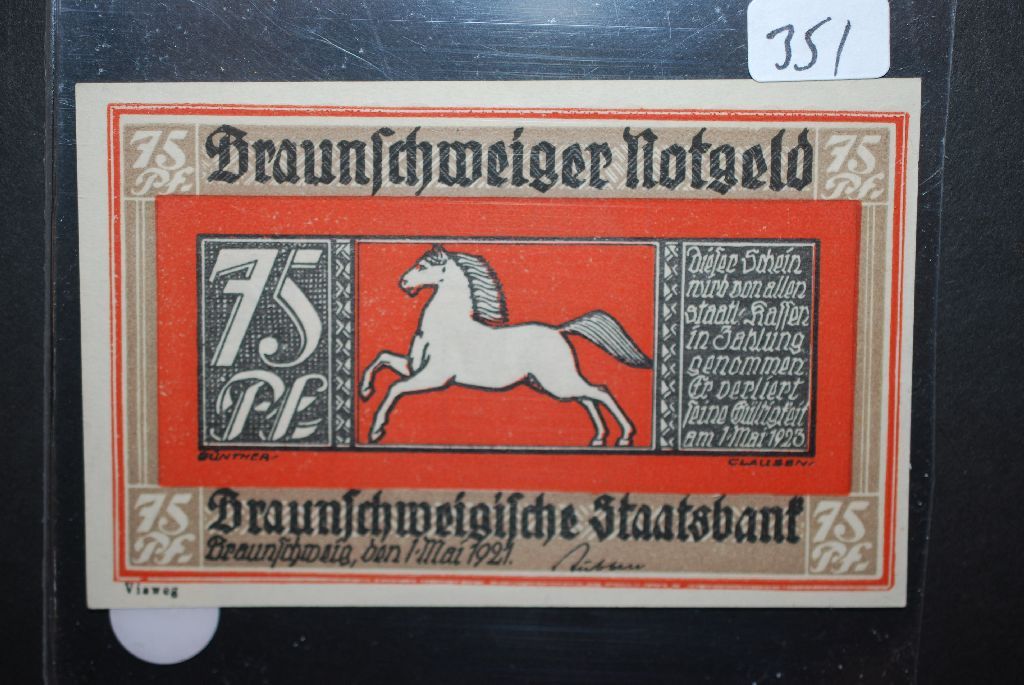 351
75 Pf.
Braunschweiger Notgeld
75 Pf.
75 Pf.
Dieser Schein
wird von allen
staatl. Kassen
in Zahlung
genommen
Er verliert
seine Gültigkeit
am 1. Mai 1923
GÜNTHER
CLAUSEN
75 Pf.
Braunschweigische Staatsbank
75 Pf.
Braunschweig, den 1. Mai 1921.
Vieweg